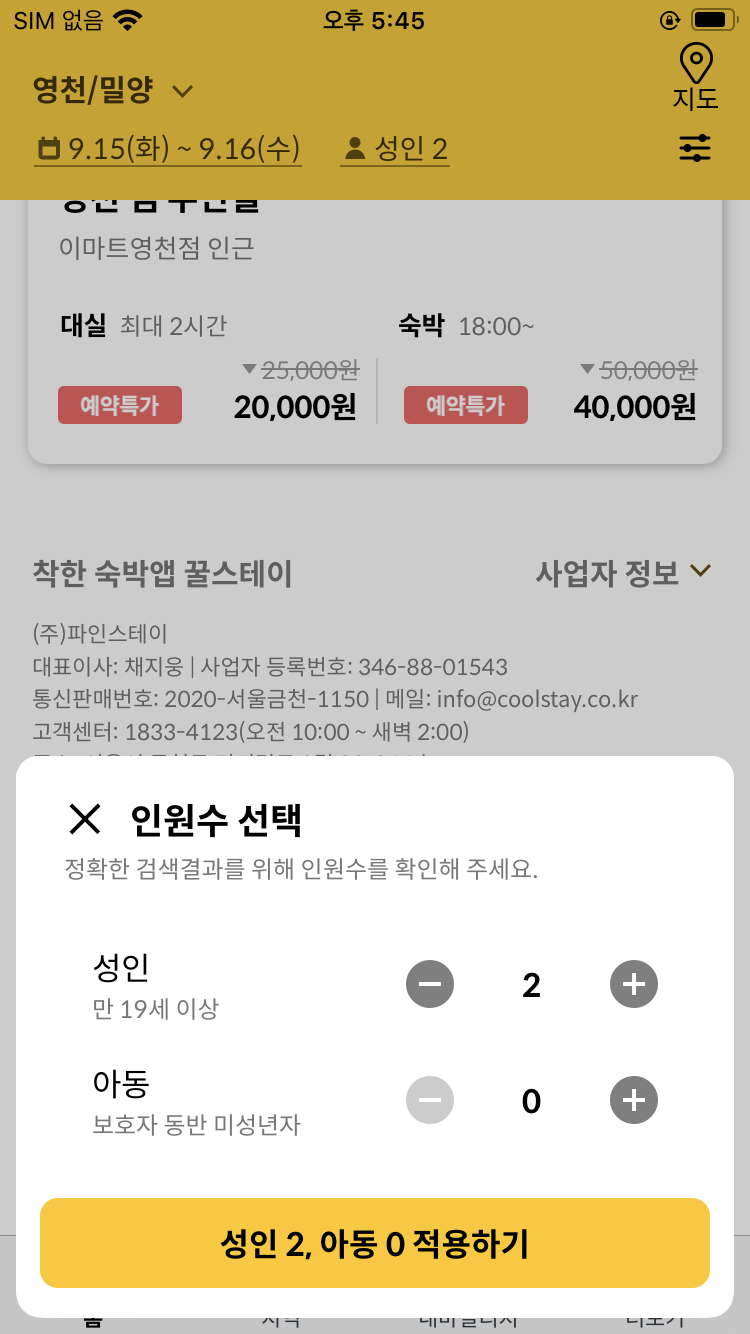 SIM 없음
오후 5:45
영천/밀양
지도
9.15(화) ~ 9.16(수)
성인 2
이마트영천점 인근
대실 최대 2시간
숙박 18:00~
25,000원
50,000원
예약특가 20,000원
예약특가 40,000원
착한 숙박앱 꿀스테이
사업자 정보
(주)파인스테이
대표이사: 채지웅 | 사업자 등록번호: 346-88-01543
통신판매번호: 2020-서울금천-1150 | 메일: info@coolstay.co.kr
고객센터: 1833-4123(오전 10:00 ~ 새벽 2:00)
인원수 선택
정확한 검색결과를 위해 인원수를 확인해 주세요.
성인
만 19세 이상
2
아동
보호자 동반 미성년자
0
성인 2, 아동 0 적용하기